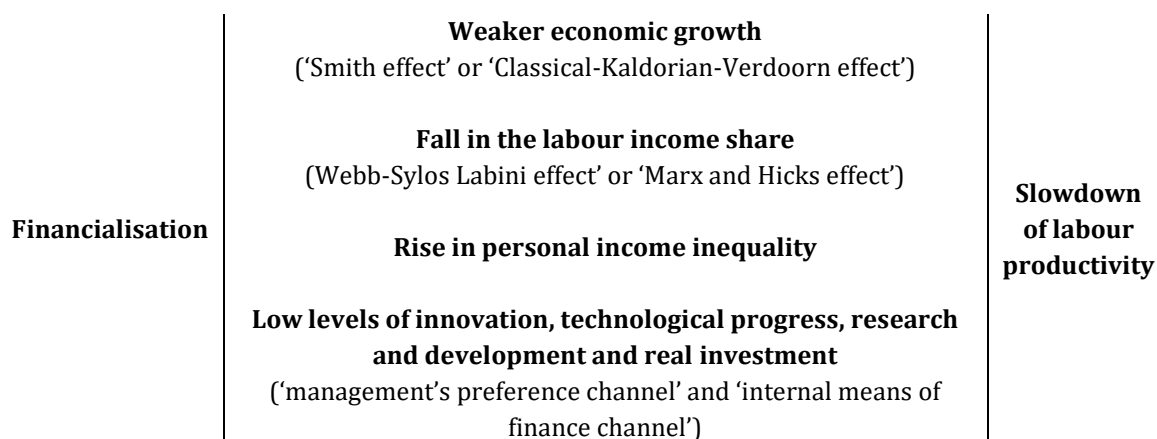 Financialisation
Weaker economic growth
(‘Smith effect’ or ‘Classical-Kaldorian-Verdoorn effect’)
Fall in the labour income share
(Webb-Sylos Labini effect’ or ‘Marx and Hicks effect’)
Rise in personal income inequality
Low levels of innovation, technological progress, research
and development and real investment
(‘management’s preference channel’ and ‘internal means of
finance channel’)
Slowdown
of labour
productivity